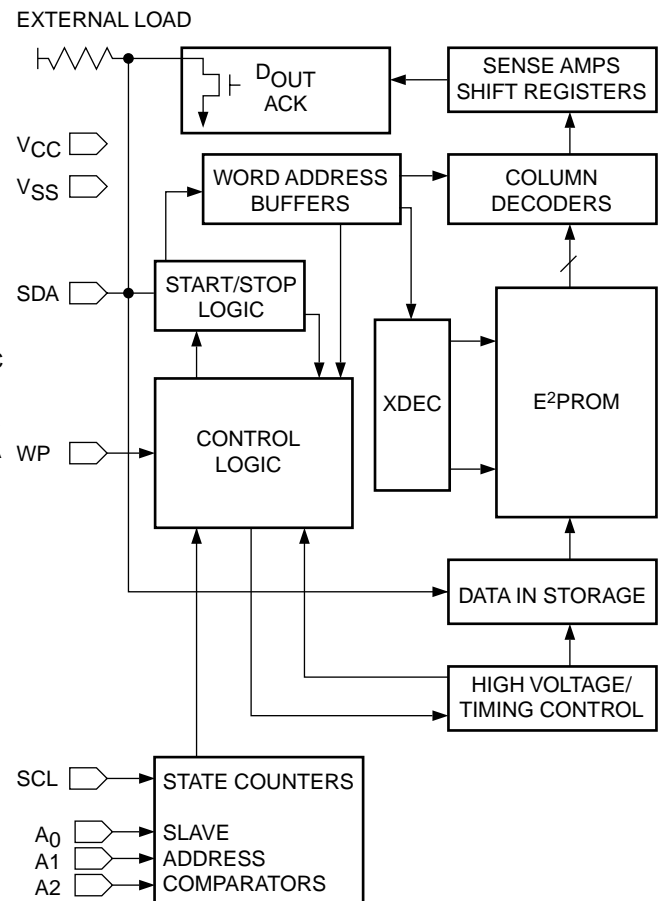 EXTERNAL LOAD
DOUT
ACK
SENSE AMPS
SHIFT REGISTERS
VCC
VSS
WORD ADDRESS
BUFFERS
COLUMN
DECODERS
SDA
START/STOP
LOGIC
XDEC
E2PROM
WP
CONTROL
LOGIC
DATA IN STORAGE
HIGH VOLTAGE/
TIMING CONTROL
SCL
STATE COUNTERS
A0
SLAVE
A1
ADDRESS
A2
COMPARATORS